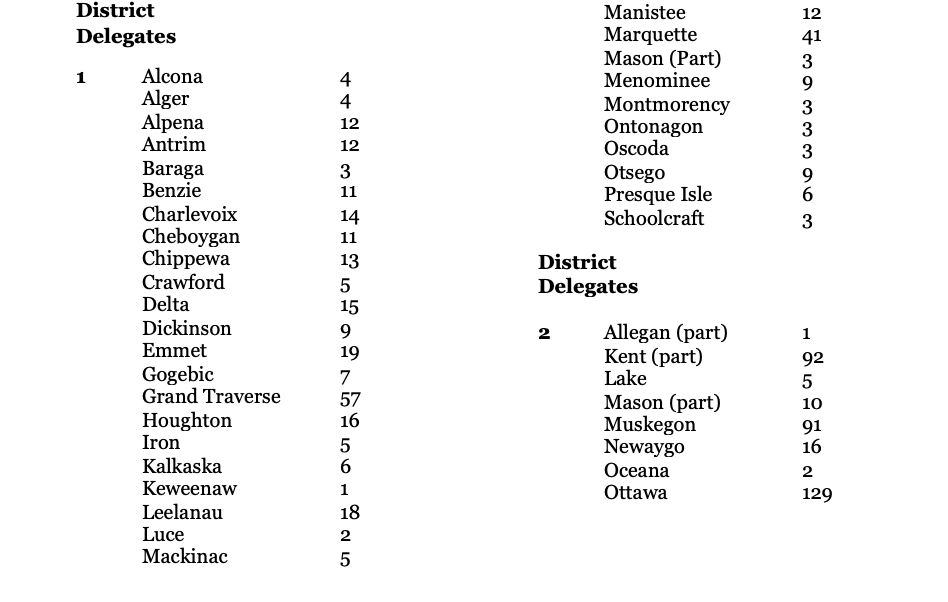 District
Delegates
1 Alcona 4
Alger 4
Alpena 12
Antrim 12
Baraga 3
Benzie 11
Charlevoix 14
Cheboygan 11
Chippewa 13
Crawford 5
Delta 15
Dickinson 9
Emmet 19
Gogebic 7
Grand Traverse 57
Houghton 16
Iron 5
Kalkaska 6
Keweenaw 1
Leelanau 18
Luce 2
Mackinac 5
Manistee 12
Marquette 41
Mason (Part) 3
Menominee 9
Montmorency 3
Ontonagon 3
Oscoda 3
Otsego 9
Presque Isle 6
Schoolcraft 3
District
Delegates
2 Allegan (part) 1
Kent (part) 92
Lake 5
Mason (part) 10
Muskegon 91
Newaygo 16
Oceana 2
Ottawa 129